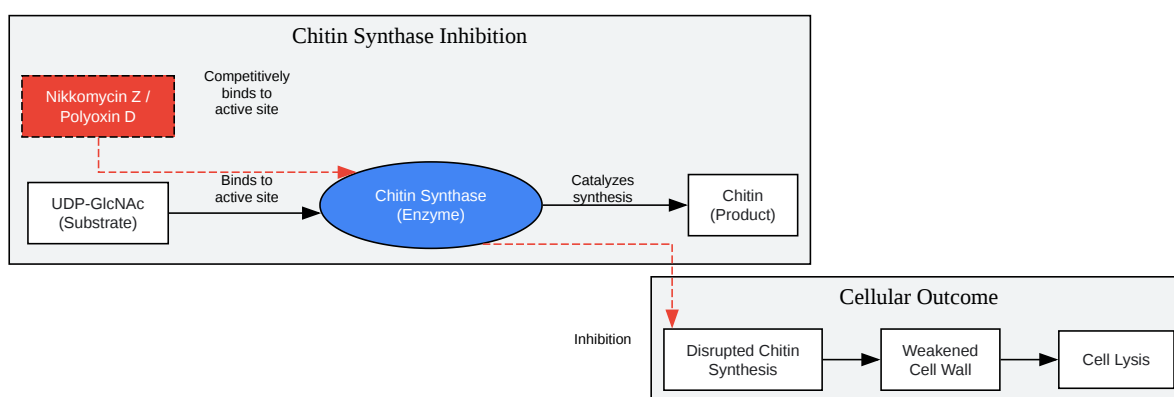 Chitin Synthase Inhibition
Nikkomycin Z /
Polyoxin D
Competitively
binds to
active site
UDP-GlcNAc
(Substrate)
Binds to
active site
Chitin Synthase
(Enzyme)
Catalyzes
synthesis
Chitin
(Product)
Cellular Outcome
Inhibition
Disrupted Chitin
Synthesis
Weakened
Cell Wall
Cell Lysis